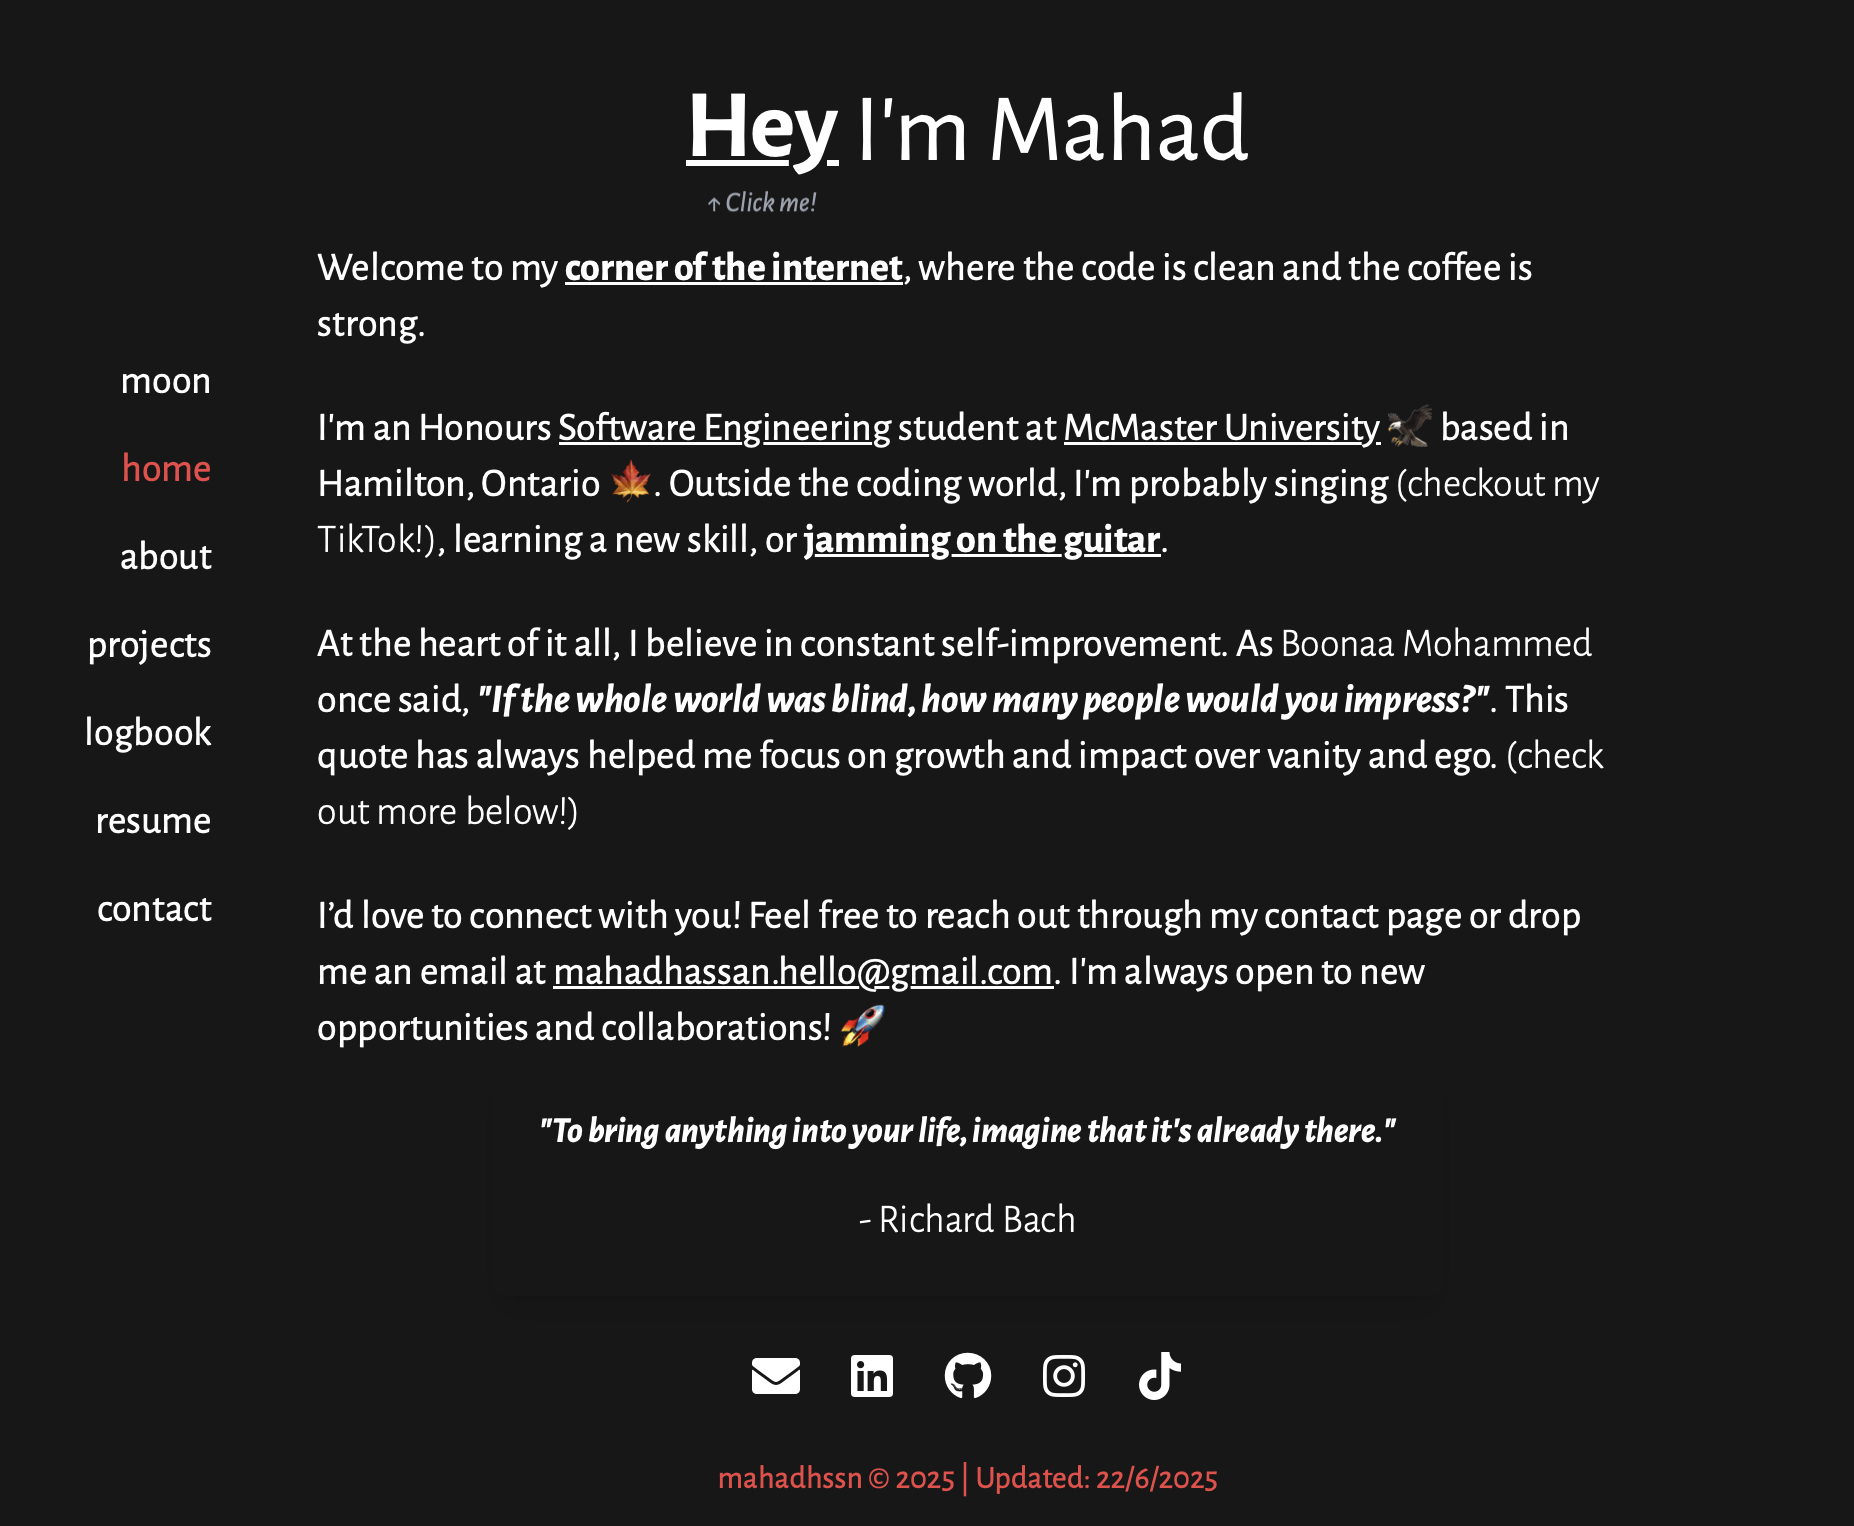 Hey I'm Mahad
↑ Click me!
Welcome to my corner of the internet, where the code is clean and the coffee is
strong.
moon
home
about
projects
logbook
resume
contact
I'm an Honours Software Engineering student at McMaster University 🦅 based in
Hamilton, Ontario 🍁. Outside the coding world, I'm probably singing (checkout my
TikTok!), learning a new skill, or jamming on the guitar.
At the heart of it all, I believe in constant self-improvement. As Boonaa Mohammed
once said, "If the whole world was blind, how many people would you impress?". This
quote has always helped me focus on growth and impact over vanity and ego. (check
out more below!)
I’d love to connect with you! Feel free to reach out through my contact page or drop
me an email at mahadhassan.hello@gmail.com. I'm always open to new
opportunities and collaborations! 🚀
"To bring anything into your life, imagine that it's already there."
- Richard Bach
mahadhssn © 2025 | Updated: 22/6/2025